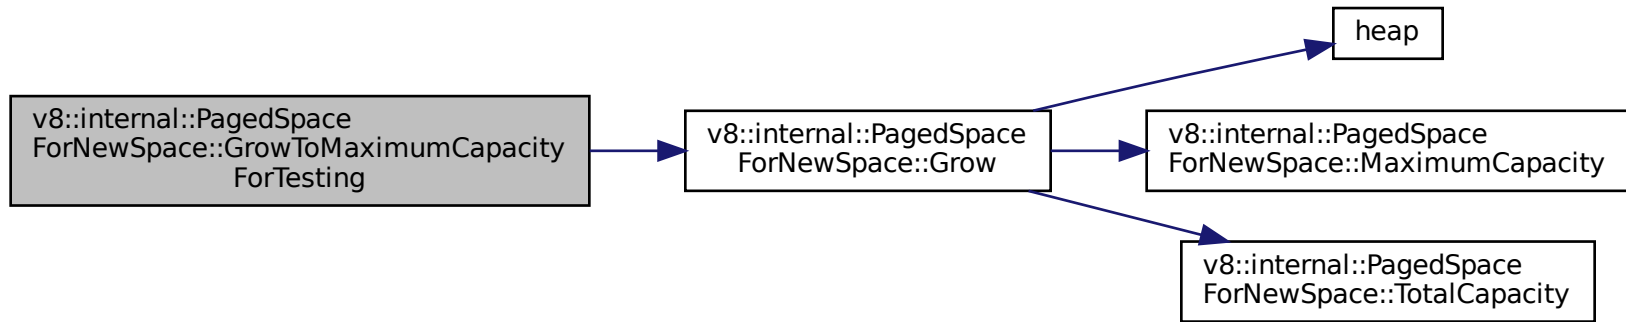 v8::internal::PagedSpace
ForNewSpace::GrowToMaximumCapacity
ForTesting
v8::internal::PagedSpace
ForNewSpace::Grow
heap
v8::internal::PagedSpace
ForNewSpace::MaximumCapacity
v8::internal::PagedSpace
ForNewSpace::TotalCapacity